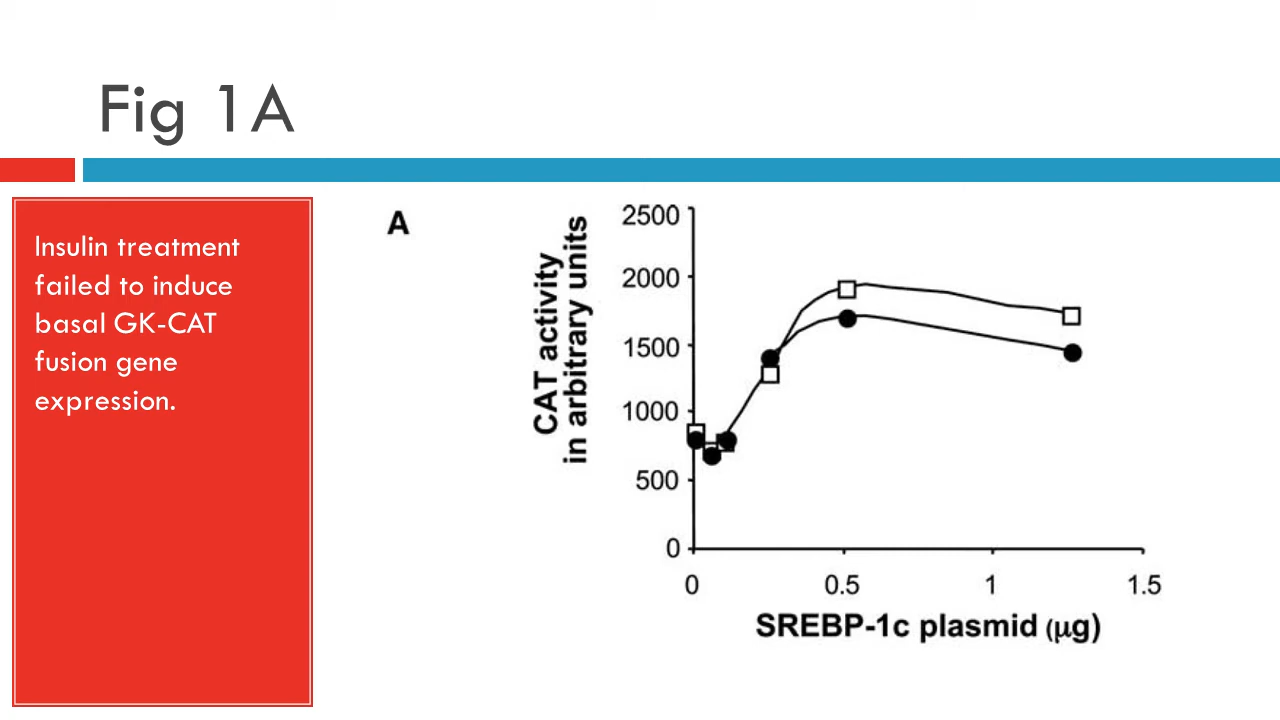 Fig 1A
Insulin treatment
failed to induce
basal GK-CAT
fusion gene
expression.
A
CAT activity
in arbitrary units
2500
2000
1500
1000
500
0
0
0.5
1
1.5
SREBP-1c plasmid (μg)